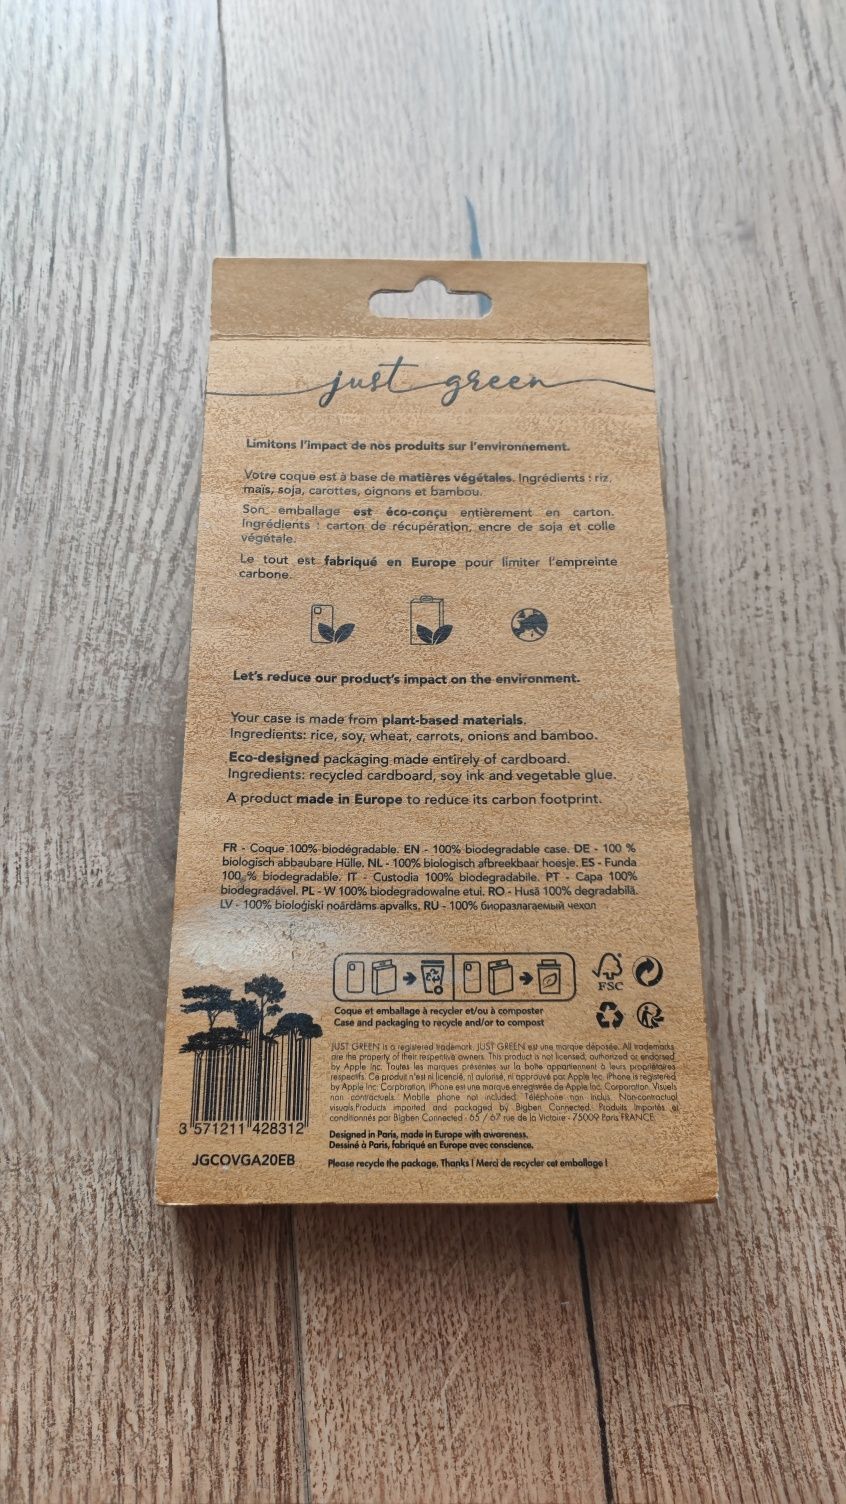 just green
Limitons l'impact de nos produits sur l'environnement.
Votre coque est à base de matières végétales. Ingrédients : riz,
maïs, soja, carottes, oignons et bambou.
Son emballage est éco-conçu entièrement en carton.
Ingrédients : carton de récupération, encre de soja et colle
végétale.
Le tout est fabriqué en Europe pour limiter l'empreinte
carbone.
Let's reduce our product's impact on the environment.
Your case is made from plant-based materials.
Ingredients: rice, soy, wheat, carrots, onions and bamboo.
Eco-designed packaging made entirely of cardboard.
Ingredients: recycled cardboard, soy ink and vegetable glue.
A product made in Europe to reduce its carbon footprint.
FR - Coque 100% biodégradable. EN - 100% biodegradable case. DE - 100 %
biologisch abbaubare Hülle. NL - 100% biologisch afbreekbaar hoesje. ES - Funda
100 % biodegradable. IT - Custodia 100% biodegradabile. PT - Capa 100%
biodegradável. PL - W 100% biodegradowalne etui. RO - Husă 100% degradabilă.
LV - 100% bioloģiski noārdāms apvalks. RU - 100% биоразлагаемый чехол
FSC
Coque et emballage à recycler et/ou à composter
Case and packaging to recycle and/or to compost
JUST GREEN is a registered trademark. JUST GREEN est une marque déposée. All trademarks
are the property of their respective owners. This product is not licensed, authorized or endorsed
by Apple Inc. Toutes les marques présentes sur la boîte appartiennent à leurs propriétaires
respectifs. Ce produit n'est ni licencié, ni autorisé, ni approuvé par Apple Inc. iPhone is registered
by Apple Inc. Corporation, iPhone est une marque enregistrée de Apple Inc. Corporation. Visuels
non contractuels. Mobile phone not included. Téléphone non inclus. Non-contractual
visuals.Products imported and packaged by Bigben Connected. Produits Importés et
conditionnés par Bigben Connected - 65 / 67 rue de la Victoire - 75009 Paris FRANCE.
Designed in Paris, made in Europe with awareness.
Dessiné à Paris, fabriqué en Europe avec conscience.
Please recycle the package. Thanks ! Merci de recycler cet emballage !
3 571211 428312
JGCOVGA20EB